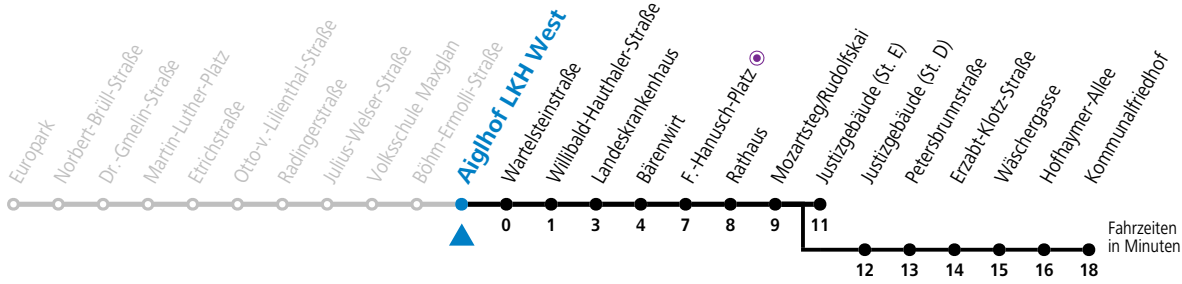 Europark
Norbert-Brüll-Straße
Dr.-Gmelin-Straße
Martin-Luther-Platz
Etrichstraße
Otto-v.-Lilienthal-Straße
Radingerstraße
Julius-Welser-Straße
Volksschule Maxglan
Böhm-Ermolli-Straße
Aiglhof LKH West
Wartelsteinstraße
Willibald-Hauthaler-Straße
Landeskrankenhaus
Bärenwirt
F.-Hanusch-Platz
Rathaus
Mozartsteg/Rudolfskai
Justizgebäude (St. E)
Justizgebäude (St. D)
Petersbrunnstraße
Erzabt-Klotz-Straße
Wäschergasse
Hofhaymer-Allee
Kommunalfriedhof
0 1 3 4 7 8 9 11
Fahrzeiten
in Minuten
12 13 14 15 16 18